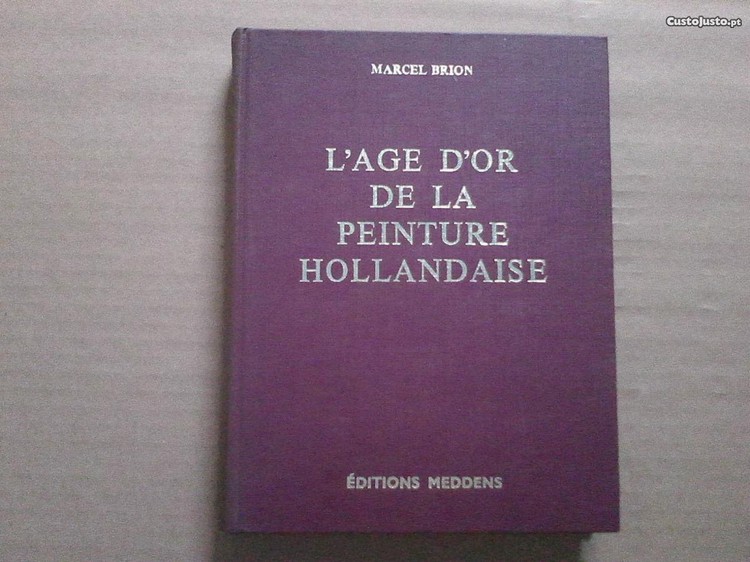 CustoJusto.pt
MARCEL BRION
L'AGE D'OR
DE LA
PEINTURE
HOLLANDAISE
ÉDITIONS MEDDENS